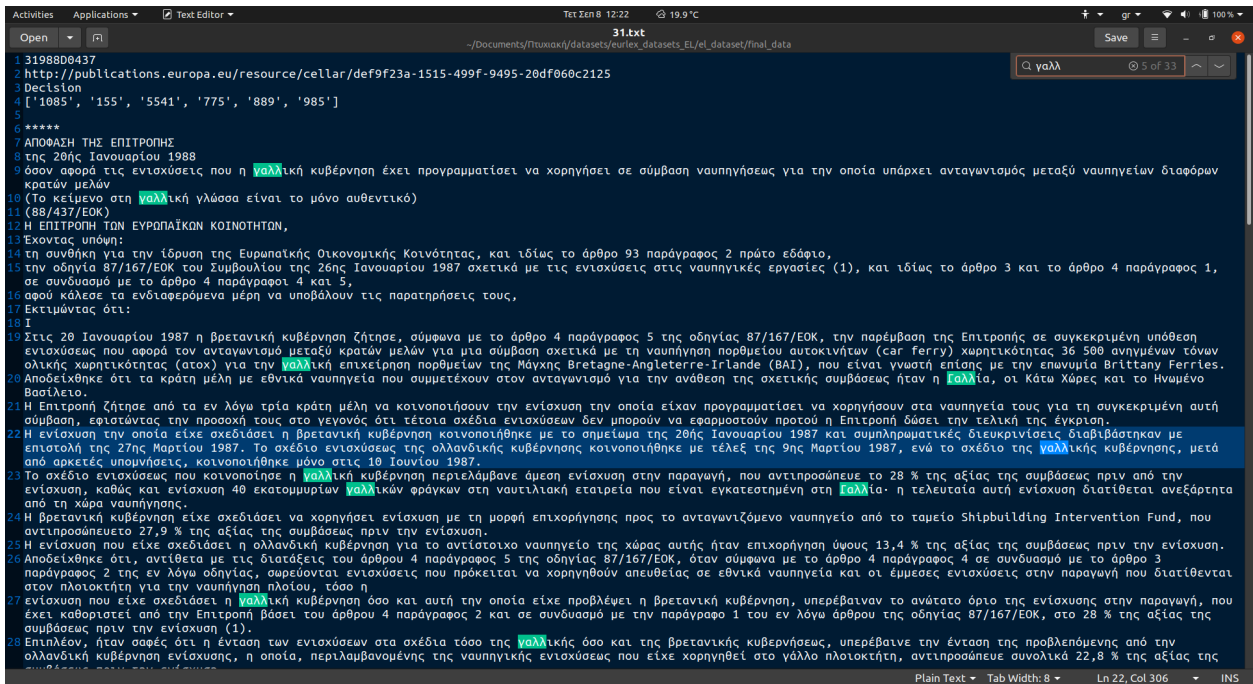 Activities Applications Text Editor Τετ Σεπ 8 12:22 19.9 °C gr 100 %
Open 31.txt Save
~/Documents/Πτυχιακή/datasets/eurlex_datasets_EL/el_dataset/final_data
γαλλ 5 of 33
1 31988D0437
2 http://publications.europa.eu/resource/cellar/def9f23a-1515-499f-9495-20df060c2125
3 Decision
4 ['1085', '155', '5541', '775', '889', '985']
5
6 *****
7 ΑΠΟΦΑΣΗ ΤΗΣ ΕΠΙΤΡΟΠΗΣ
8 της 20ής Ιανουαρίου 1988
9 όσον αφορά τις ενισχύσεις που η γαλλική κυβέρνηση έχει προγραμματίσει να χορηγήσει σε σύμβαση ναυπηγήσεως για την οποία υπάρχει ανταγωνισμός μεταξύ ναυπηγείων διαφόρων
κρατών μελών
10 (Το κείμενο στη γαλλική γλώσσα είναι το μόνο αυθεντικό)
11 (88/437/ΕΟΚ)
12 Η ΕΠΙΤΡΟΠΗ ΤΩΝ ΕΥΡΩΠΑΪΚΩΝ ΚΟΙΝΟΤΗΤΩΝ,
13 Έχοντας υπόψη:
14 τη συνθήκη για την ίδρυση της Ευρωπαϊκής Οικονομικής Κοινότητας, και ιδίως το άρθρο 93 παράγραφος 2 πρώτο εδάφιο,
15 την οδηγία 87/167/ΕΟΚ του Συμβουλίου της 26ης Ιανουαρίου 1987 σχετικά με τις ενισχύσεις στις ναυπηγικές εργασίες (1), και ιδίως το άρθρο 3 και το άρθρο 4 παράγραφος 1,
σε συνδυασμό με το άρθρο 4 παράγραφοι 4 και 5,
16 αφού κάλεσε τα ενδιαφερόμενα μέρη να υποβάλουν τις παρατηρήσεις τους,
17 Εκτιμώντας ότι:
18 I
19 Στις 20 Ιανουαρίου 1987 η βρετανική κυβέρνηση ζήτησε, σύμφωνα με το άρθρο 4 παράγραφος 5 της οδηγίας 87/167/ΕΟΚ, την παρέμβαση της Επιτροπής σε συγκεκριμένη υπόθεση
ενισχύσεως που αφορά τον ανταγωνισμό μεταξύ κρατών μελών για μια σύμβαση σχετικά με τη ναυπήγηση πορθμείου αυτοκινήτων (car ferry) χωρητικότητας 36 500 ανηγμένων τόνων
ολικής χωρητικότητας (atox) για την γαλλική επιχείρηση πορθμείων της Μάγχης Bretagne-Angleterre-Irlande (BAI), που είναι γνωστή επίσης με την επωνυμία Brittany Ferries.
20 Αποδείχθηκε ότι τα κράτη μέλη με εθνικά ναυπηγεία που συμμετέχουν στον ανταγωνισμό για την ανάθεση της σχετικής συμβάσεως ήταν η Γαλλία, οι Κάτω Χώρες και το Ηνωμένο
Βασίλειο.
21 Η Επιτροπή ζήτησε από τα εν λόγω τρία κράτη μέλη να κοινοποιήσουν την ενίσχυση την οποία είχαν προγραμματίσει να χορηγήσουν στα ναυπηγεία τους για τη συγκεκριμένη αυτή
σύμβαση, εφιστώντας την προσοχή τους στο γεγονός ότι τέτοια σχέδια ενισχύσεων δεν μπορούν να εφαρμοστούν προτού η Επιτροπή δώσει την τελική της έγκριση.
22 Η ενίσχυση την οποία είχε σχεδιάσει η βρετανική κυβέρνηση κοινοποιήθηκε με το σημείωμα της 20ής Ιανουαρίου 1987 και συμπληρωματικές διευκρινίσεις διαβιβάστηκαν με
επιστολή της 27ης Μαρτίου 1987. Το σχέδιο ενισχύσεως της ολλανδικής κυβέρνησης κοινοποιήθηκε με τέλεξ της 9ης Μαρτίου 1987, ενώ το σχέδιο της γαλλικής κυβέρνησης, μετά
από αρκετές υπομνήσεις, κοινοποιήθηκε μόνο στις 10 Ιουνίου 1987.
23 Το σχέδιο ενισχύσεως που κοινοποίησε η γαλλική κυβέρνηση περιελάμβανε άμεση ενίσχυση στην παραγωγή, που αντιπροσώπευε το 28 % της αξίας της συμβάσεως πριν από την
ενίσχυση, καθώς και ενίσχυση 40 εκατομμυρίων γαλλικών φράγκων στη ναυτιλιακή εταιρεία που είναι εγκατεστημένη στη Γαλλία· η τελευταία αυτή ενίσχυση διατίθεται ανεξάρτητα
από τη χώρα ναυπήγησης.
24 Η βρετανική κυβέρνηση είχε σχεδιάσει να χορηγήσει ενίσχυση με τη μορφή επιχορήγησης προς το ανταγωνιζόμενο ναυπηγείο από το ταμείο Shipbuilding Intervention Fund, που
αντιπροσώπευετο 27,9 % της αξίας της συμβάσεως πριν την ενίσχυση.
25 Η ενίσχυση που είχε σχεδιάσει η ολλανδική κυβέρνηση για το αντίστοιχο ναυπηγείο της χώρας αυτής ήταν επιχορήγηση ύψους 13,4 % της αξίας της συμβάσεως πριν την ενίσχυση.
26 Αποδείχθηκε ότι, αντίθετα με τις διατάξεις του άρθρου 4 παράγραφος 5 της οδηγίας 87/167/ΕΟΚ, όταν σύμφωνα με το άρθρο 4 παράγραφος 4 σε συνδυασμό με το άρθρο 3
παράγραφος 2 της εν λόγω οδηγίας, σωρεύονται ενισχύσεις που πρόκειται να χορηγηθούν απευθείας σε εθνικά ναυπηγεία και οι έμμεσες ενισχύσεις στην παραγωγή που διατίθενται
στον πλοιοκτήτη για την ναυπήγηση πλοίου, τόσο η
27 ενίσχυση που είχε σχεδιάσει η γαλλική κυβέρνηση όσο και αυτή την οποία είχε προβλέψει η βρετανική κυβέρνηση, υπερέβαιναν το ανώτατο όριο της ενίσχυσης στην παραγωγή, που
έχει καθοριστεί από την Επιτροπή βάσει του άρθρου 4 παράγραφος 2 και σε συνδυασμό με την παράγραφο 1 του εν λόγω άρθρου της οδηγίας 87/167/ΕΟΚ, στο 28 % της αξίας της
συμβάσεως πριν την ενίσχυση (1).
28 Επιπλέον, ήταν σαφές ότι η ένταση των ενισχύσεων στα σχέδια τόσο της γαλλικής όσο και της βρετανικής κυβερνήσεως, υπερέβαινε την ένταση της προβλεπόμενης από την
ολλανδική κυβέρνηση ενίσχυσης, η οποία, περιλαμβανομένης της ναυπηγικής ενισχύσεως που είχε χορηγηθεί στο γάλλο πλοιοκτήτη, αντιπροσώπευε συνολικά 22,8 % της αξίας της
Plain Text Tab Width: 8 Ln 22, Col 306 INS